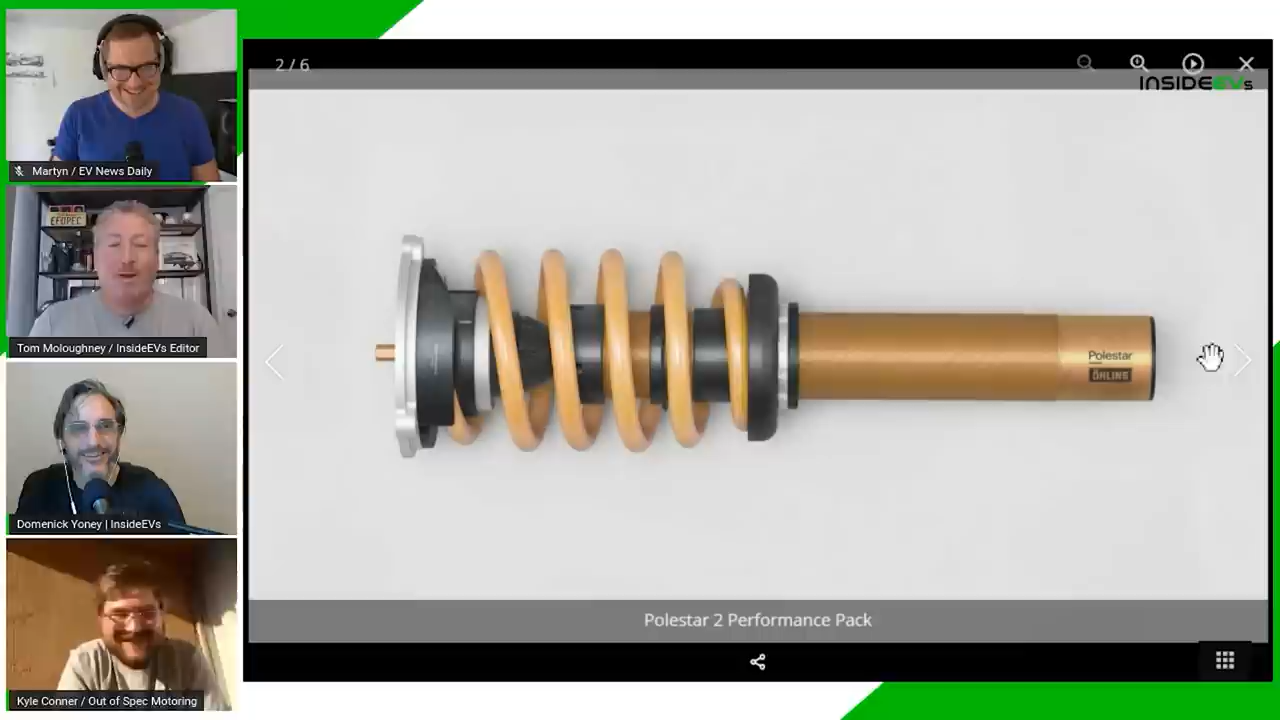 Martyn / EV News Daily
EFOPEC
Tom Moloughney / InsideEVs Editor
Domenick Yoney | InsideEVs
Kyle Conner / Out of Spec Motoring
2 / 6
INSIDEEVs
Polestar
ÖHLINS
Polestar 2 Performance Pack